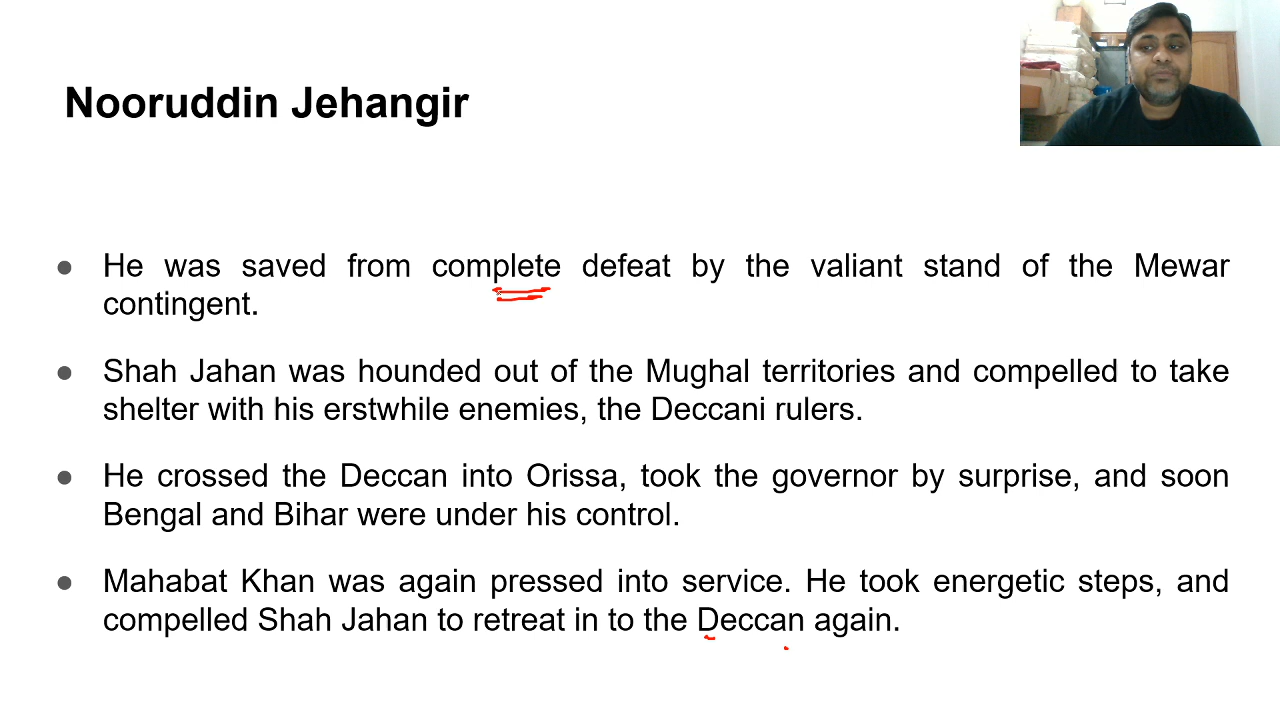 Nooruddin Jehangir
● He was saved from complete defeat by the valiant stand of the Mewar
contingent.
● Shah Jahan was hounded out of the Mughal territories and compelled to take
shelter with his erstwhile enemies, the Deccani rulers.
● He crossed the Deccan into Orissa, took the governor by surprise, and soon
Bengal and Bihar were under his control.
● Mahabat Khan was again pressed into service. He took energetic steps, and
compelled Shah Jahan to retreat in to the Deccan again.